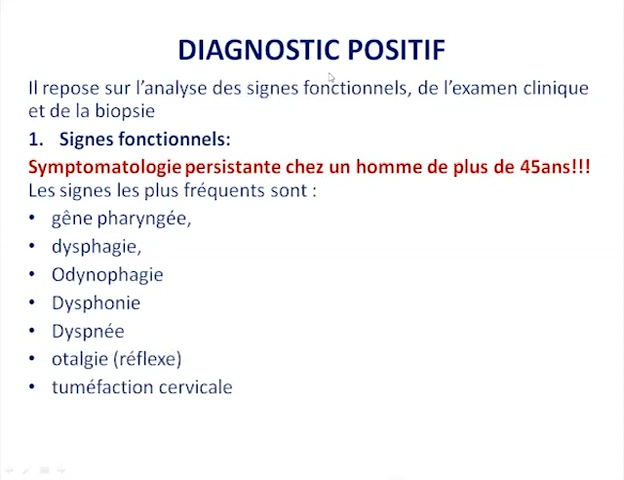 DIAGNOSTIC POSITIF
Il repose sur l’analyse des signes fonctionnels, de l’examen clinique
et de la biopsie
1. Signes fonctionnels:
Symptomatologie persistante chez un homme de plus de 45ans!!!
Les signes les plus fréquents sont :
• gêne pharyngée,
• dysphagie,
• Odynophagie
• Dysphonie
• Dyspnée
• otalgie (réflexe)
• tuméfaction cervicale